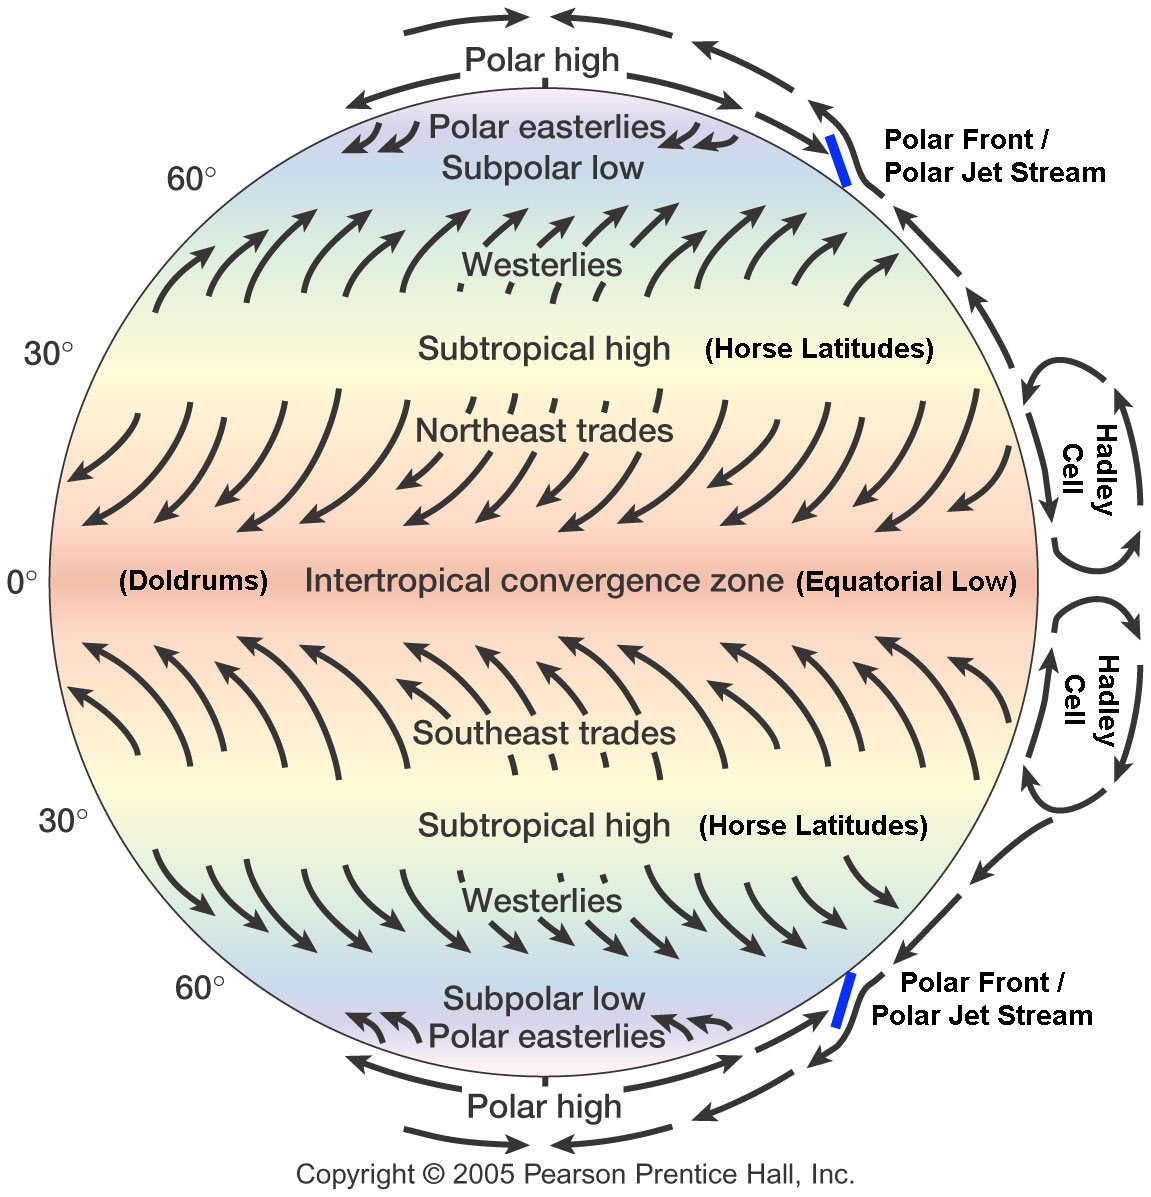 Polar high
Polar easterlies
Polar Front /
Polar Jet Stream
60°
Subpolar low
Westerlies
30°
Subtropical high (Horse Latitudes)
Northeast trades
Hadley
Cell
0°
(Doldrums) Intertropical convergence zone (Equatorial Low)
Hadley
Cell
Southeast trades
30°
Subtropical high (Horse Latitudes)
Westerlies
60°
Subpolar low
Polar Front /
Polar Jet Stream
Polar easterlies
Polar high
Copyright © 2005 Pearson Prentice Hall, Inc.